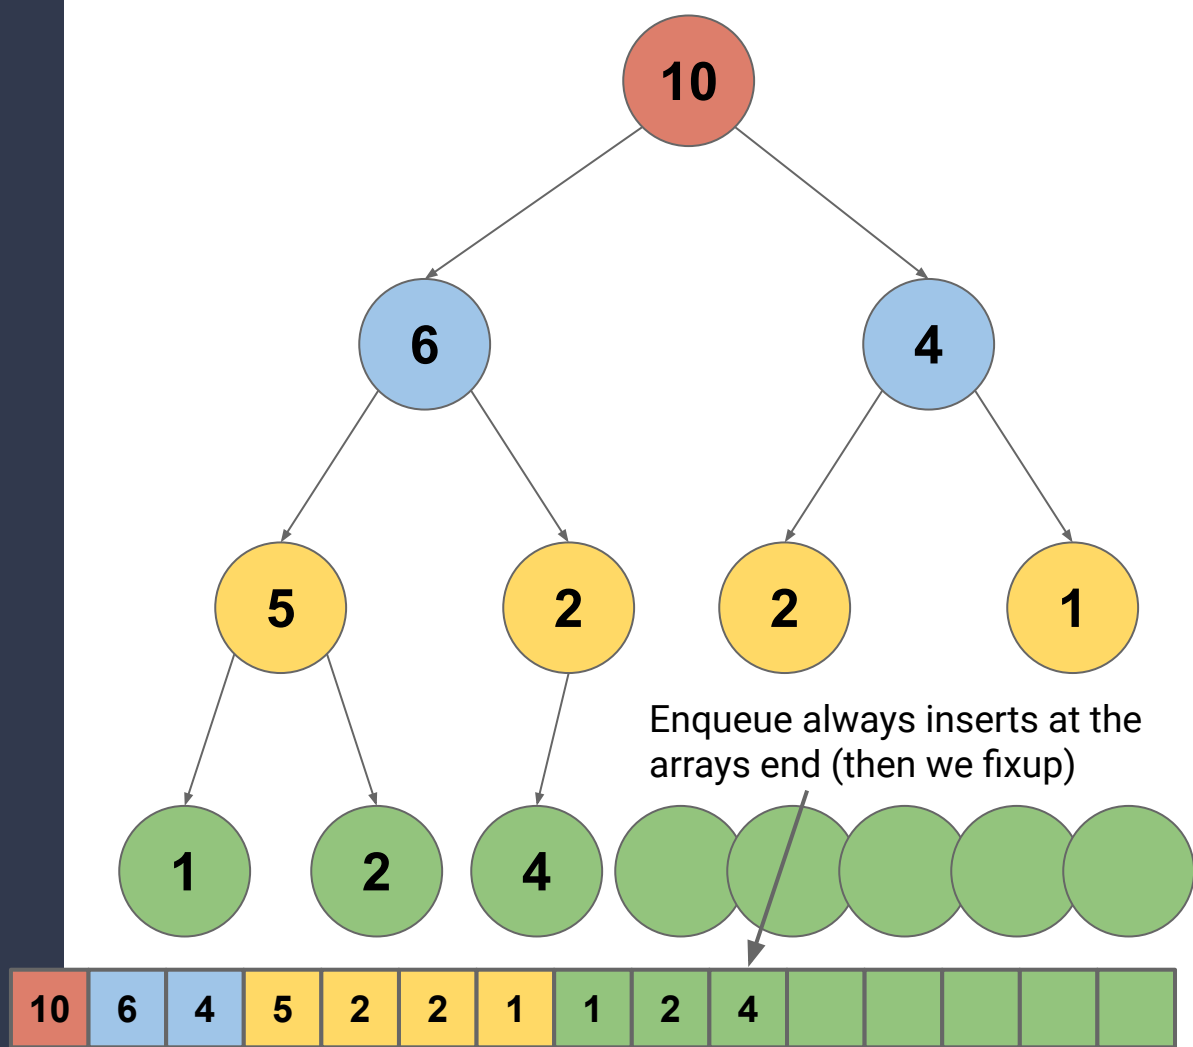 10
6 4
5 2 2 1
Enqueue always inserts at the
arrays end (then we fixup)
1 2 4
10 6 4 5 2 2 1 1 2 4